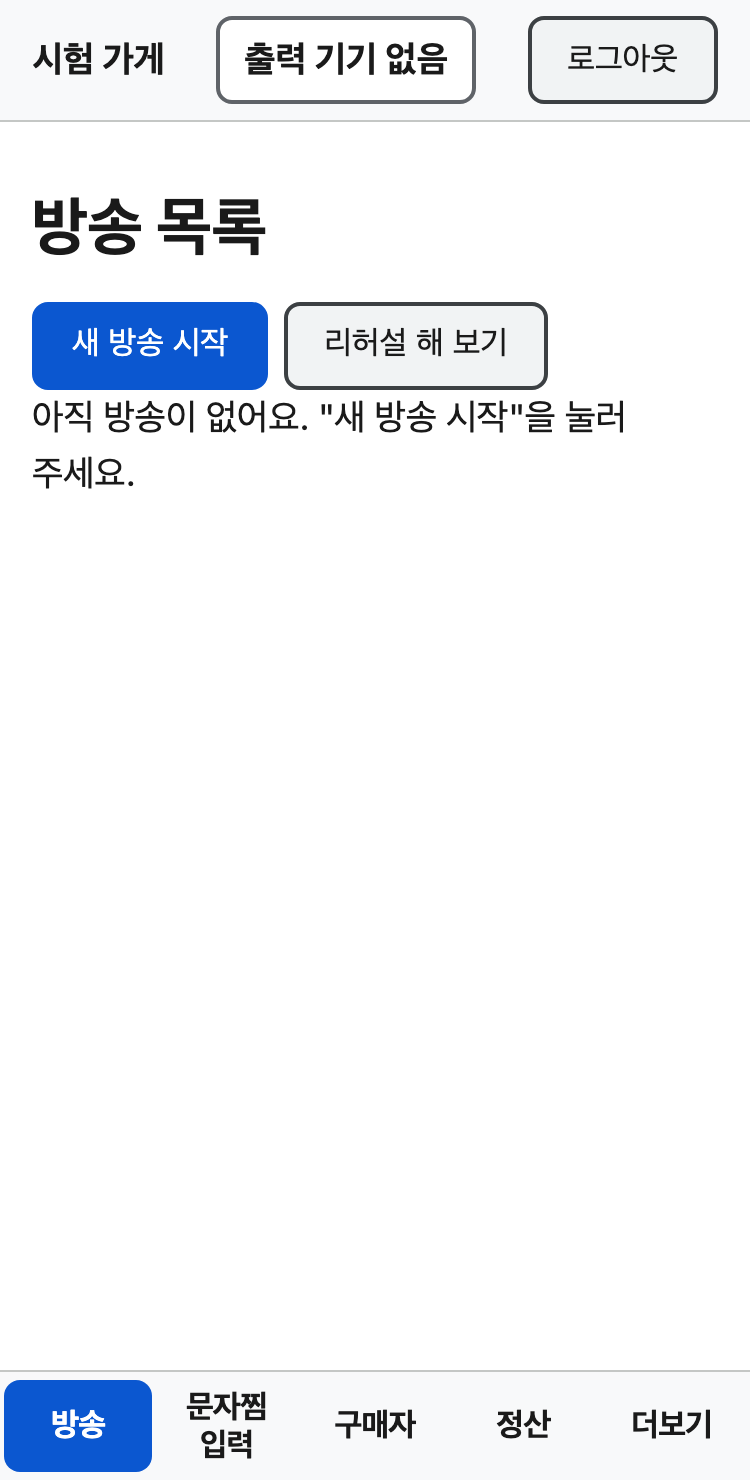 시험 가게
출력 기기 없음
로그아웃
방송 목록
새 방송 시작
리허설 해 보기
아직 방송이 없어요. "새 방송 시작"을 눌러
주세요.
방송
문자찜
입력
구매자
정산
더보기